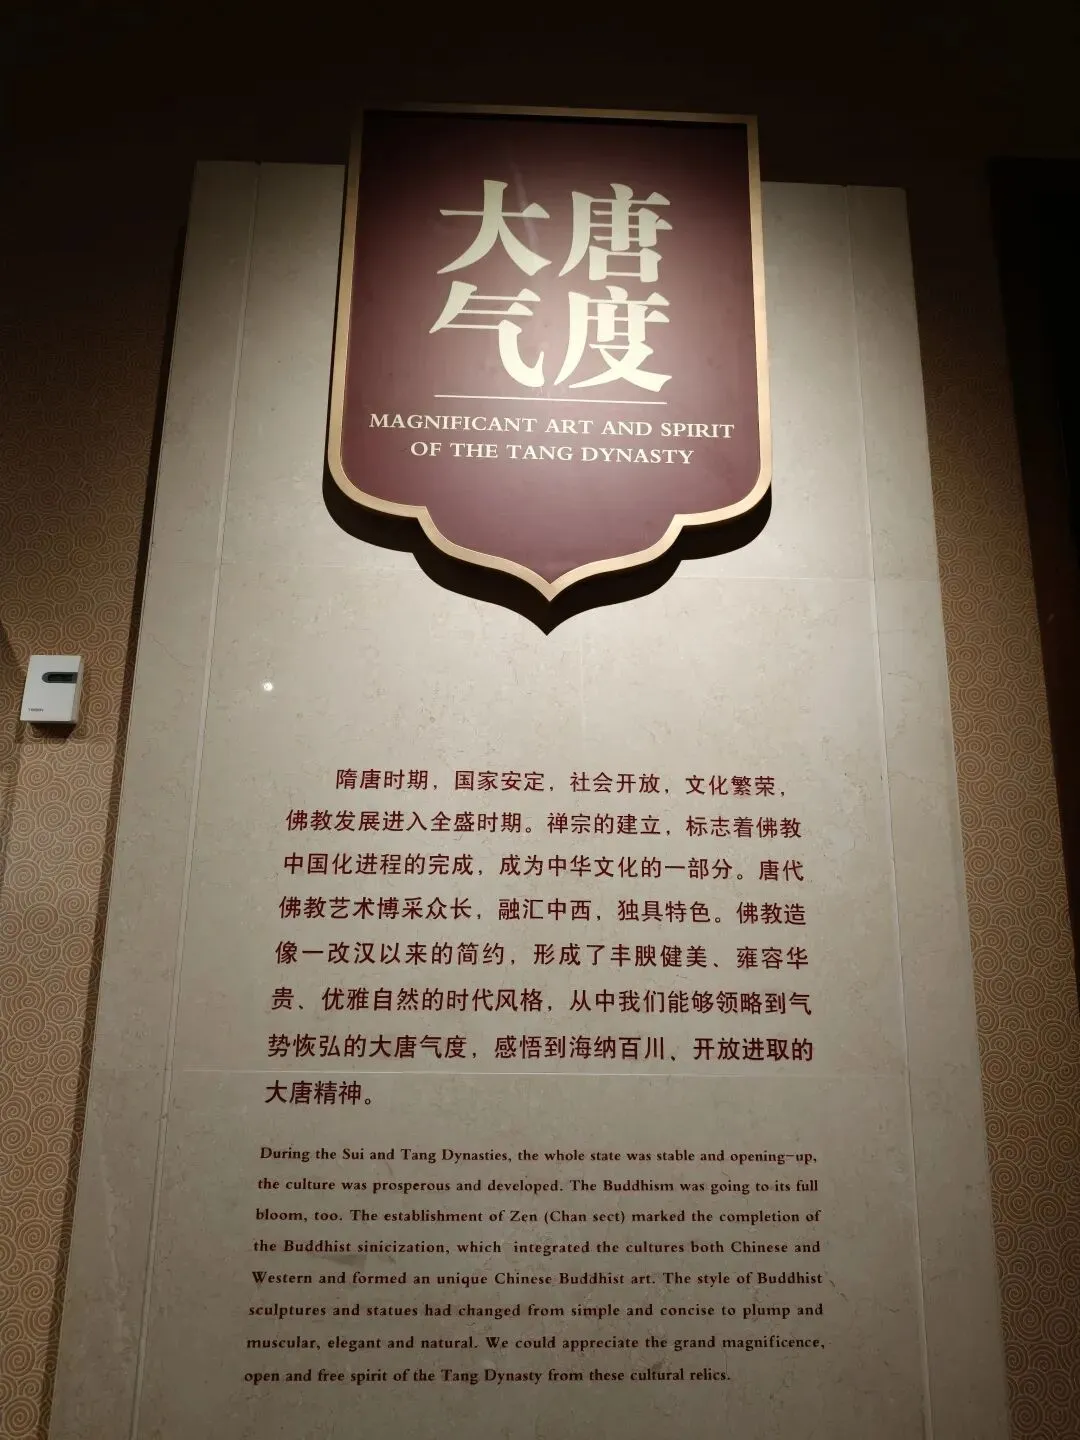 大唐
气度
MAGNIFICANT ART AND SPIRIT
OF THE TANG DYNASTY
隋唐时期，国家安定，社会开放，文化繁荣，
佛教发展进入全盛时期。禅宗的建立，标志着佛教
中国化进程的完成，成为中华文化的一部分。唐代
佛教艺术博采众长，融汇中西，独具特色。佛教造
像一改汉以来的简约，形成了丰腴健美、雍容华
贵、优雅自然的时代风格，从中我们能够领略到气
势恢弘的大唐气度，感悟到海纳百川、开放进取的
大唐精神。
During the Sui and Tang Dynasties, the whole state was stable and opening-up,
the culture was prosperous and developed. The Buddhism was going to its full
bloom, too. The establishment of Zen (Chan sect) marked the completion of
the Buddhist sinicization, which integrated the cultures both Chinese and
Western and formed an unique Chinese Buddhist art. The style of Buddhist
sculptures and statues had changed from simple and concise to plump and
muscular, elegant and natural. We could appreciate the grand magnificence,
open and free spirit of the Tang Dynasty from these cultural relics.